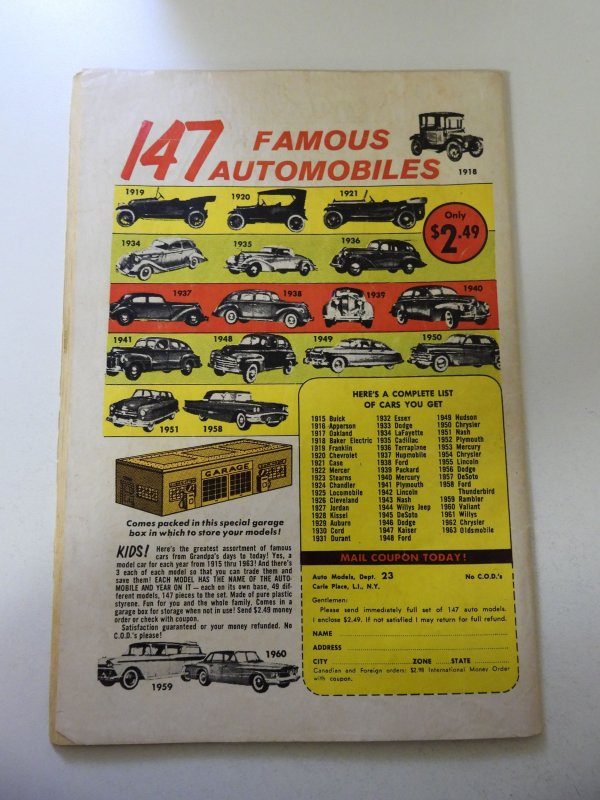 147 FAMOUS
AUTOMOBILES
1918
1919
1920
1921
Only
$2.49
1934
1935
1936
1937
1938
1939
1940
1941
1948
1949
1950
1951
1958
GARAGE
Comes packed in this special garage
box in which to store your models!
KIDS! Here's the greatest assortment of famous
cars from Grandpa's days to today! Yes, a
model car for each year from 1915 thru 1963! And there's
3 each of each model so that you can trade them and
save them! EACH MODEL HAS THE NAME OF THE AUTO-
MOBILE AND YEAR ON IT — each on its own base, 49 dif-
ferent models, 147 pieces to the set. Made of pure plastic
styrene. Fun for you and the whole family. Comes in a
garage box for storage when not in use! Send $2.49 money
order or check with coupon.
Satisfaction guaranteed or your money refunded. No
C.O.D.'s please!
1959
1960
HERE'S A COMPLETE LIST
OF CARS YOU GET
1915 Buick
1916 Apperson
1917 Oakland
1918 Baker Electric
1919 Franklin
1920 Chevrolet
1921 Case
1922 Mercer
1923 Stearns
1924 Chandler
1925 Locomobile
1926 Cleveland
1927 Jordan
1928 Kissel
1929 Auburn
1930 Cord
1931 Durant
1932 Essex
1933 Dodge
1934 LaFayette
1935 Cadillac
1936 Terraplane
1937 Hupmobile
1938 Ford
1939 Packard
1940 Mercury
1941 Plymouth
1942 Lincoln
1943 Nash
1944 Willys Jeep
1945 DeSoto
1946 Dodge
1947 Kaiser
1948 Ford
1949 Hudson
1950 Chrysler
1951 Nash
1952 Plymouth
1953 Mercury
1954 Chrysler
1955 Lincoln
1956 Dodge
1957 DeSoto
1958 Ford
Thunderbird
1959 Rambler
1960 Valiant
1961 Willys
1962 Chrysler
1963 Oldsmobile
MAIL COUPON TODAY!
Auto Models, Dept. 23 No C.O.D.'s
Carle Place, L.I., N.Y.
Gentlemen:
Please send immediately full set of 147 auto models.
I enclose $2.49. If not satisfied I may return for full refund.
NAME
ADDRESS
CITY ZONE STATE
Canadian and Foreign orders: $2.98 International Money Order
with coupon.